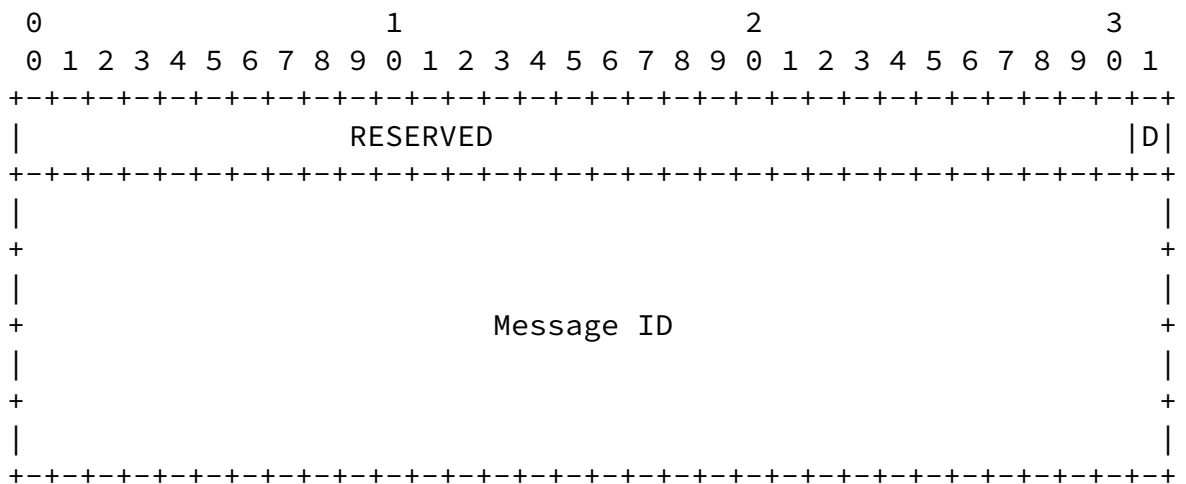 0                   1                   2                   3
0 1 2 3 4 5 6 7 8 9 0 1 2 3 4 5 6 7 8 9 0 1 2 3 4 5 6 7 8 9 0 1
+-+-+-+-+-+-+-+-+-+-+-+-+-+-+-+-+-+-+-+-+-+-+-+-+-+-+-+-+-+-+-+-+
|                  RESERVED                                   |D|
+-+-+-+-+-+-+-+-+-+-+-+-+-+-+-+-+-+-+-+-+-+-+-+-+-+-+-+-+-+-+-+-+
|                                                               |
+                                                               +
|                                                               |
+                          Message ID                           +
|                                                               |
+                                                               +
|                                                               |
+-+-+-+-+-+-+-+-+-+-+-+-+-+-+-+-+-+-+-+-+-+-+-+-+-+-+-+-+-+-+-+-+